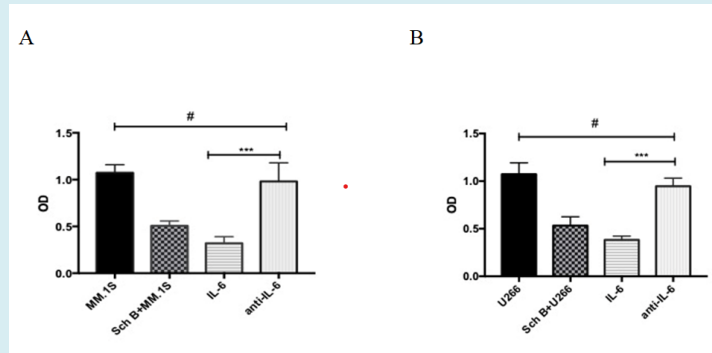 A
B
#
***
1.5
1.0
0.5
0.0
OD
MM.1S
Sch B+MM.1S
IL-6
anti-IL-6
#
***
1.5
1.0
0.5
0.0
OD
U266
Sch B+U266
IL-6
anti-IL-6